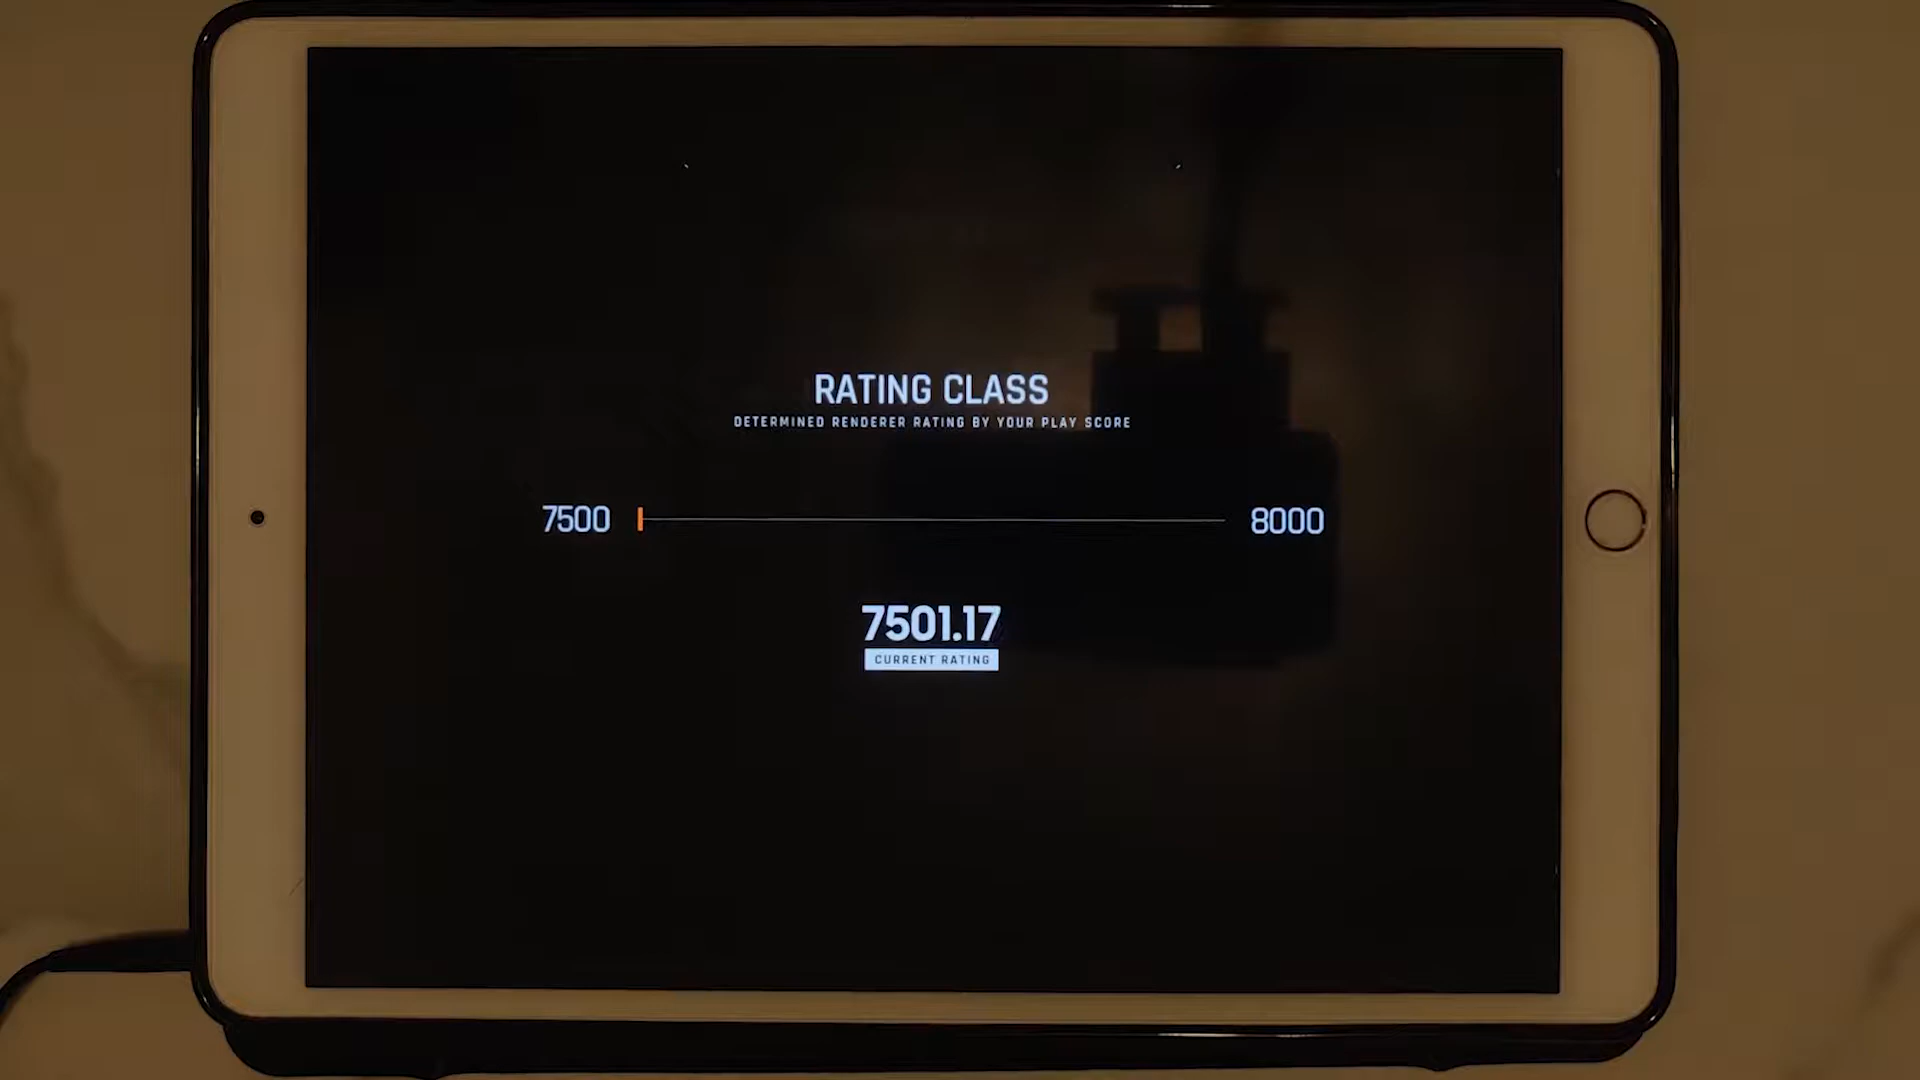 RATING CLASS
DETERMINED RENDERER RATING BY YOUR PLAY SCORE
7500 8000
7501.17
CURRENT RATING